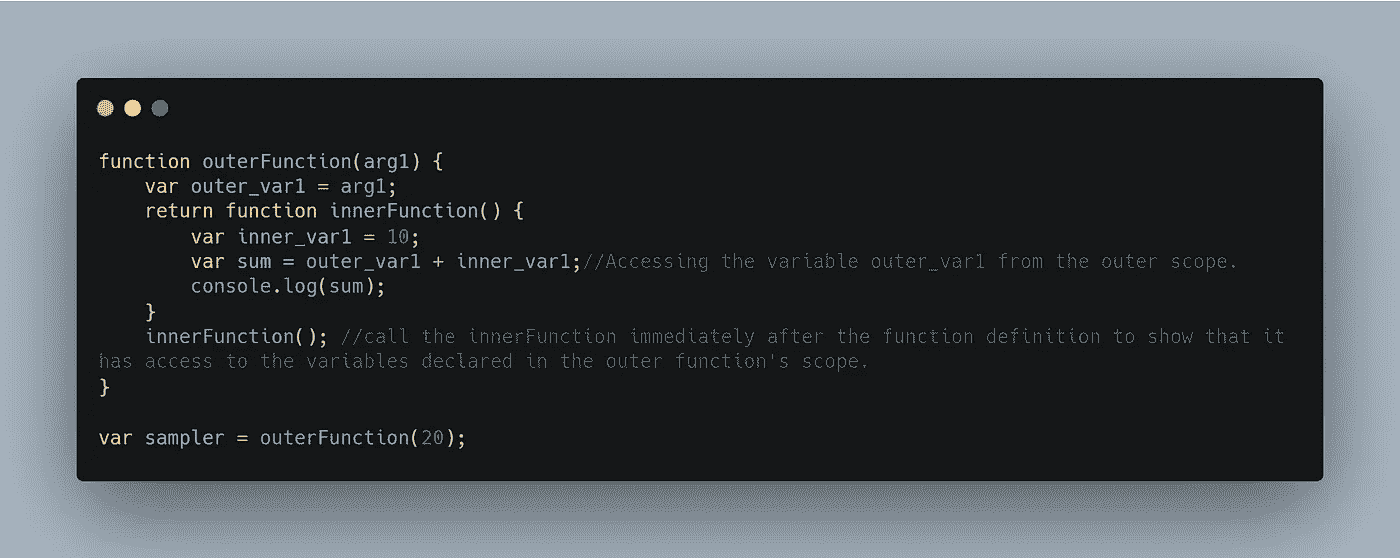 function outerFunction(arg1) {
    var outer_var1 = arg1;
    return function innerFunction() {
        var inner_var1 = 10;
        var sum = outer_var1 + inner_var1;//Accessing the variable outer_var1 from the outer scope.
        console.log(sum);
    }
    innerFunction(); //call the innerFunction immediately after the function definition to show that it
has access to the variables declared in the outer function's scope.
}

var sampler = outerFunction(20);